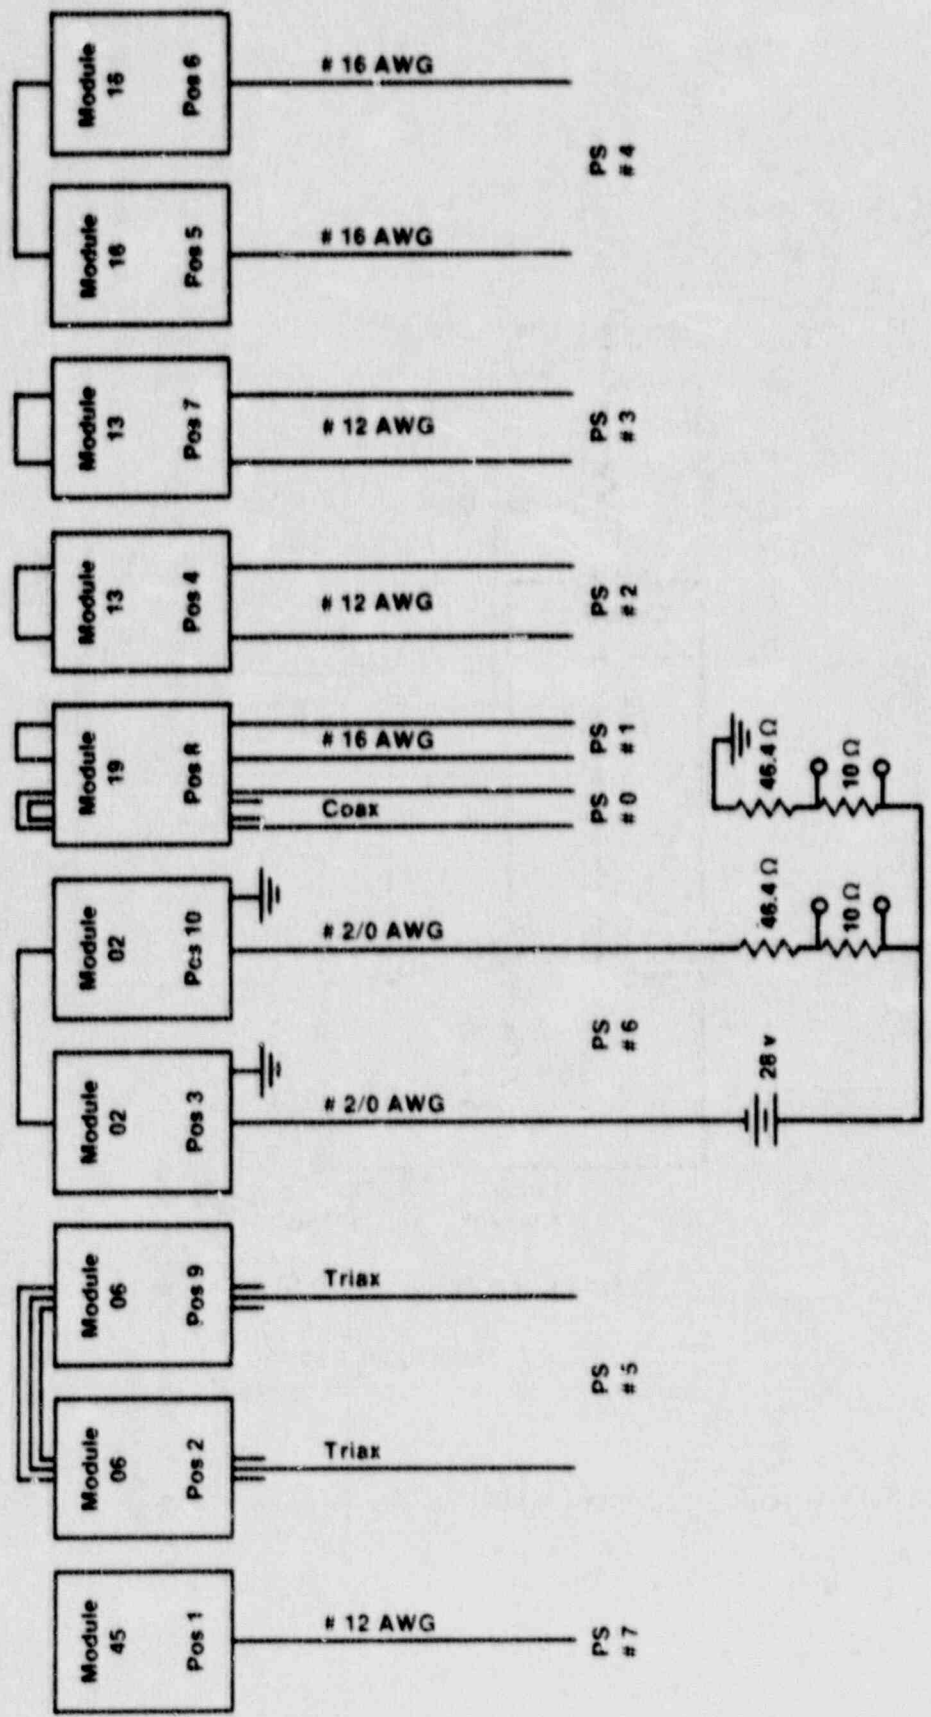 Module
16
Pos 6
# 16 AWG
PS
#4
Module
16
Pos 5
# 16 AWG
Module
13
Pos 7
# 12 AWG
PS
#3
Module
13
Pos 4
# 12 AWG
PS
#2
Module
19
Pos 8
# 16 AWG
PS
#1
Coax
PS
#0
Module
02
Pos 10
# 2/0 AWG
46.4 Ω
10 Ω
46.4 Ω
10 Ω
PS
#6
Module
02
Pos 3
# 2/0 AWG
28 v
Module
06
Pos 9
Triax
PS
#5
Module
06
Pos 2
Triax
Module
45
Pos 1
# 12 AWG
PS
#7